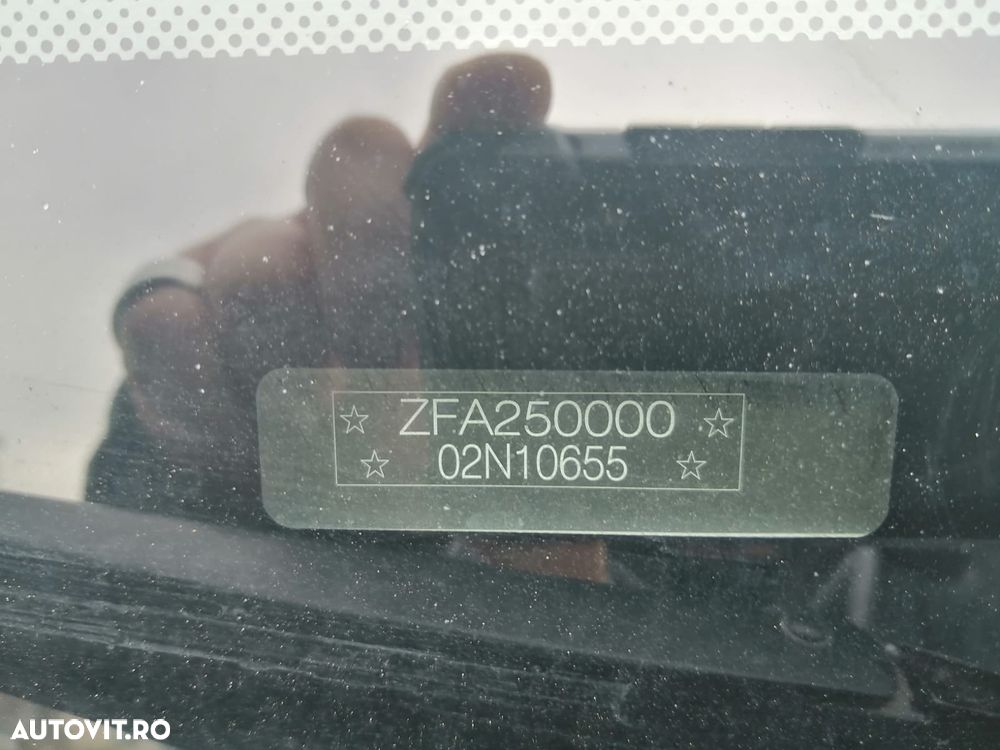 ☆ ZFA250000 ☆
☆ 02N10655 ☆
AUTOVIT.RO